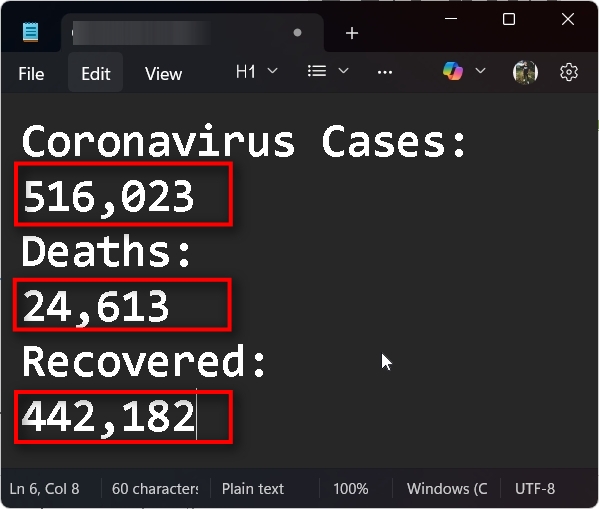 File
Edit
View
H1
Coronavirus Cases:
516,023
Deaths:
24,613
Recovered:
442,182
Ln 6, Col 8
60 characters
Plain text
100%
Windows (C
UTF-8